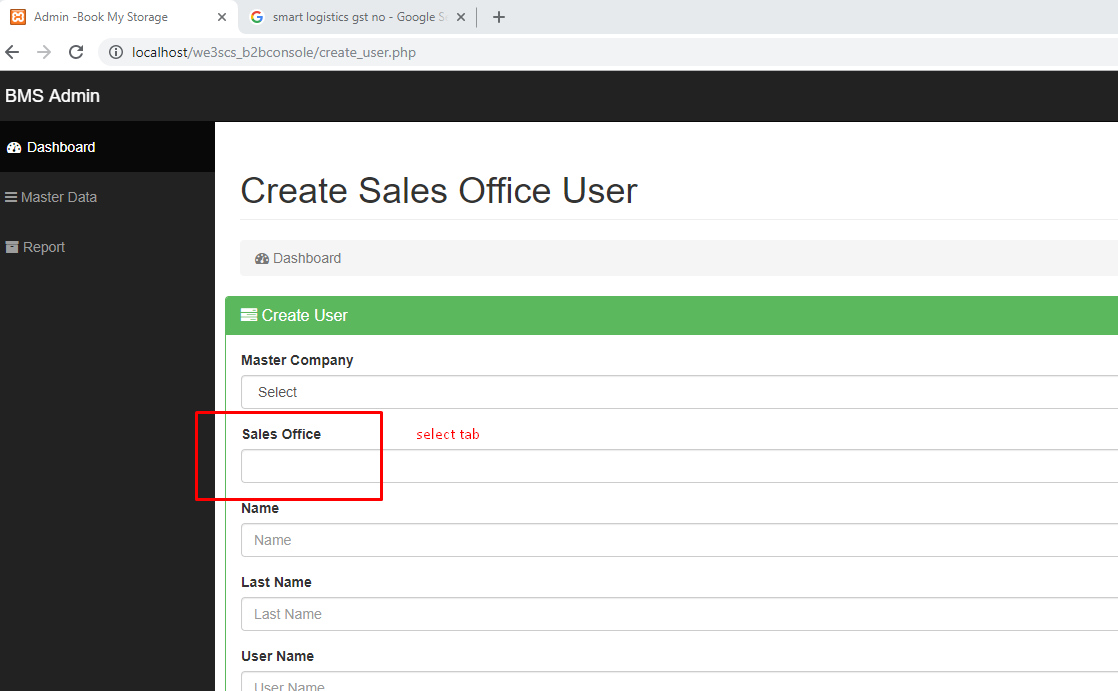 Admin -Book My Storage
smart logistics gst no - Google S
localhost/we3scs_b2bconsole/create_user.php
BMS Admin
Dashboard
Master Data
Report
Create Sales Office User
Dashboard
Create User
Master Company
Select
Sales Office
select tab
Name
Name
Last Name
Last Name
User Name
User Name